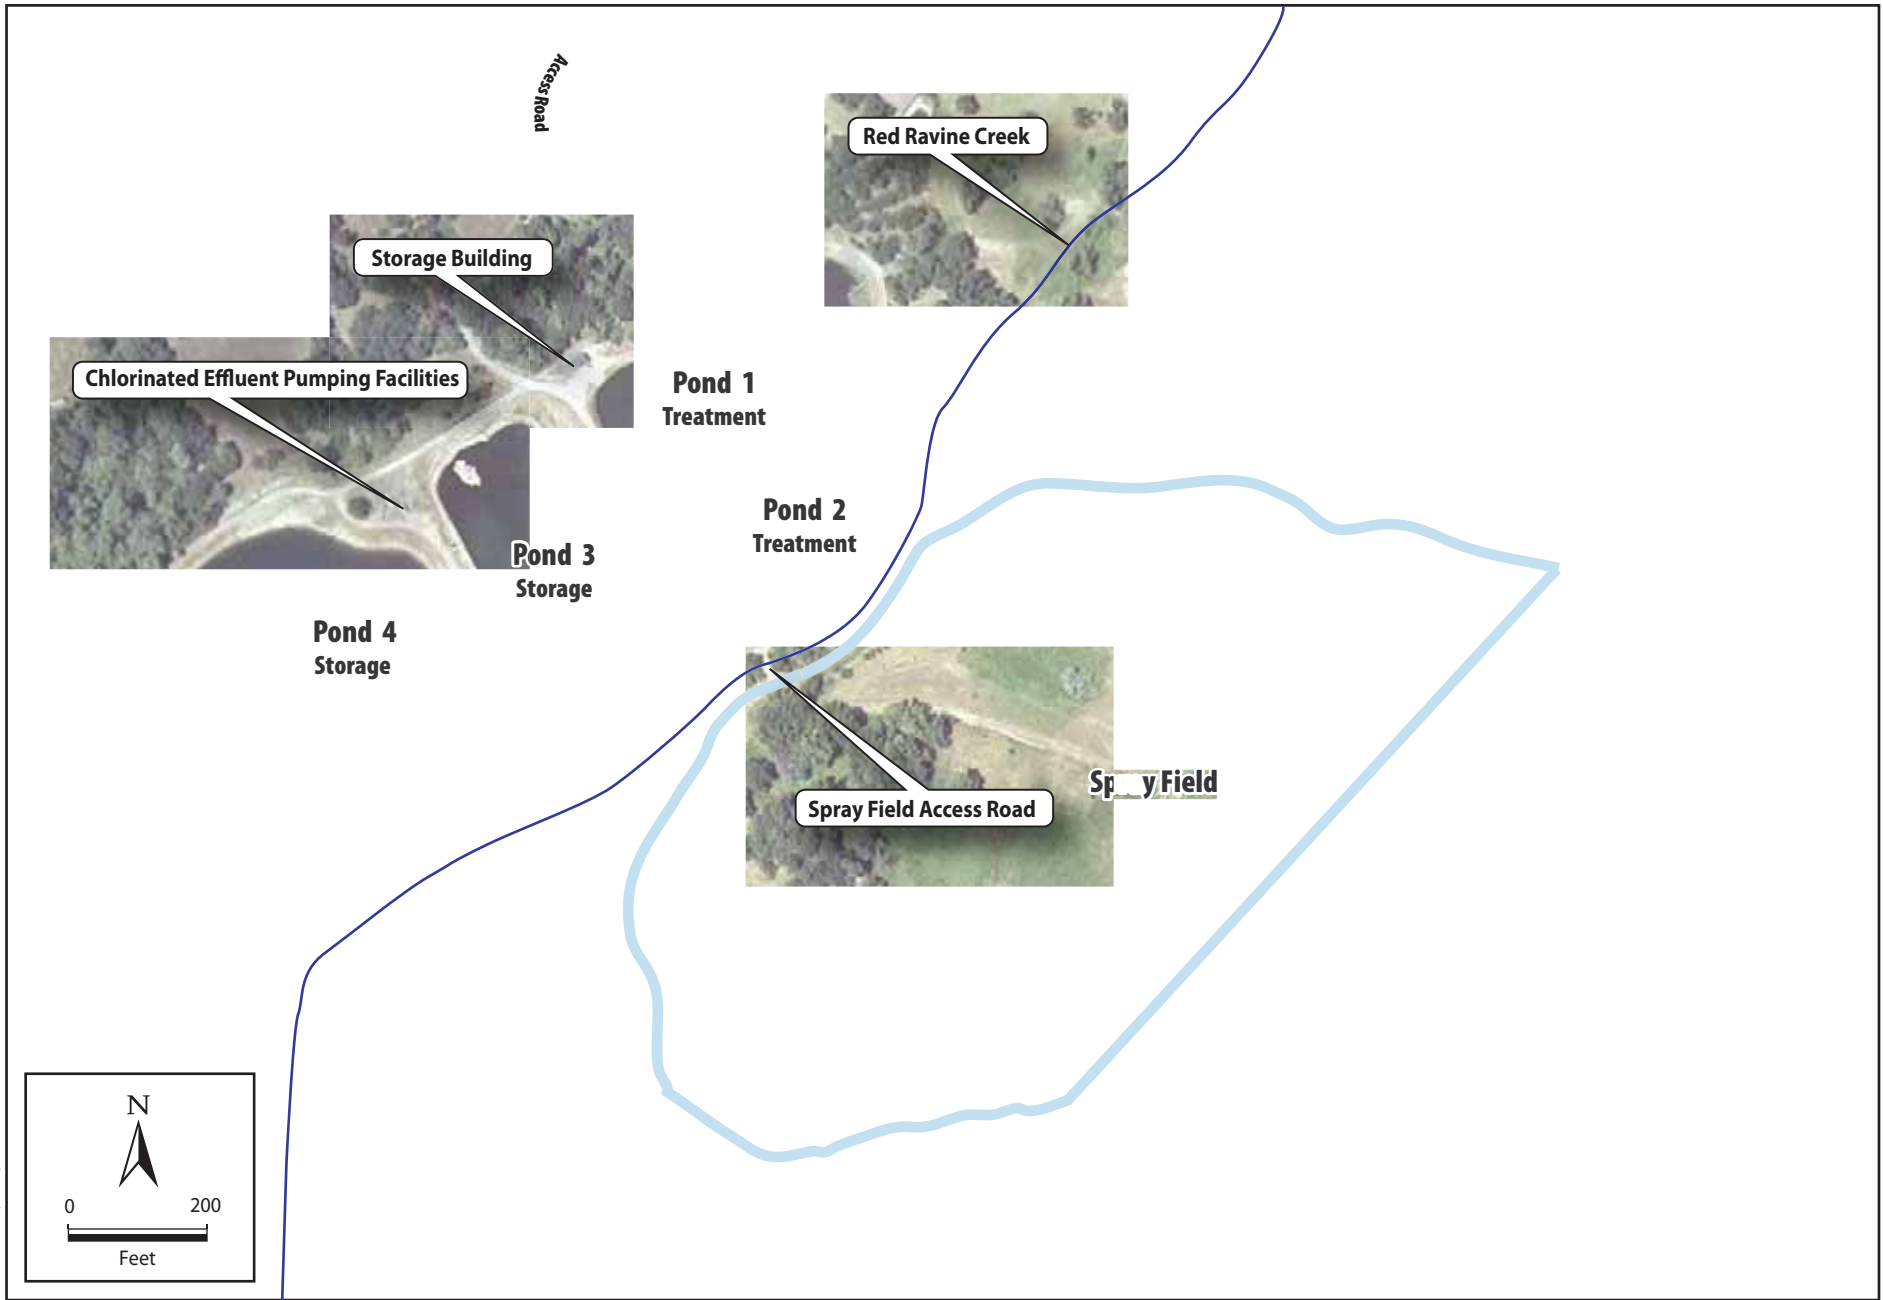 Access Road
Red Ravine Creek
Storage Building
Chlorinated Effluent Pumping Facilities
Pond 1
Treatment
Pond 2
Treatment
Pond 3
Storage
Pond 4
Storage
Sp y Field
Spray Field Access Road
N
0 200
Feet